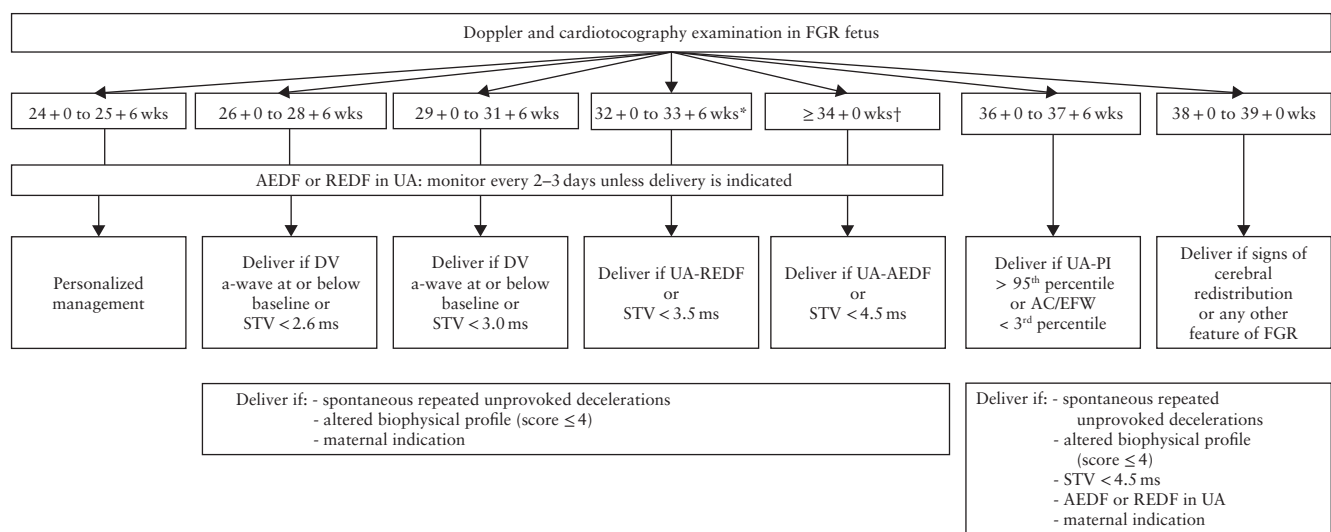 Doppler and cardiotocography examination in FGR fetus
24 + 0 to 25 + 6 wks
26 + 0 to 28 + 6 wks
29 + 0 to 31 + 6 wks
32 + 0 to 33 + 6 wks*
≥ 34 + 0 wks†
36 + 0 to 37 + 6 wks
38 + 0 to 39 + 0 wks
AEDF or REDF in UA: monitor every 2–3 days unless delivery is indicated
Personalized
management
Deliver if DV
a-wave at or below
baseline or
STV < 2.6 ms
Deliver if DV
a-wave at or below
baseline or
STV < 3.0 ms
Deliver if UA-REDF
or
STV < 3.5 ms
Deliver if UA-AEDF
or
STV < 4.5 ms
Deliver if UA-PI
> 95th percentile
or AC/EFW
< 3rd percentile
Deliver if signs of
cerebral
redistribution
or any other
feature of FGR
Deliver if: - spontaneous repeated unprovoked decelerations
- altered biophysical profile (score ≤ 4)
- maternal indication
Deliver if: - spontaneous repeated
unprovoked decelerations
- altered biophysical profile
(score ≤ 4)
- STV < 4.5 ms
- AEDF or REDF in UA
- maternal indication